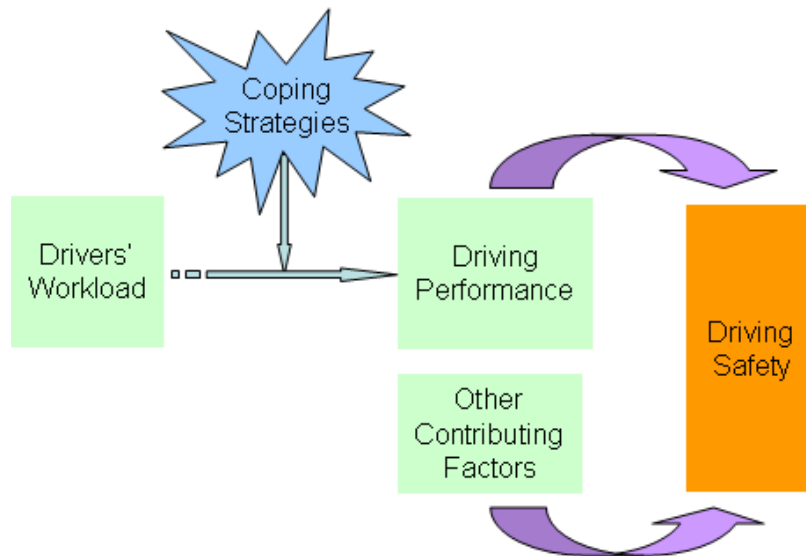 Coping
Strategies
Drivers'
Workload
Driving
Performance
Driving
Safety
Other
Contributing
Factors